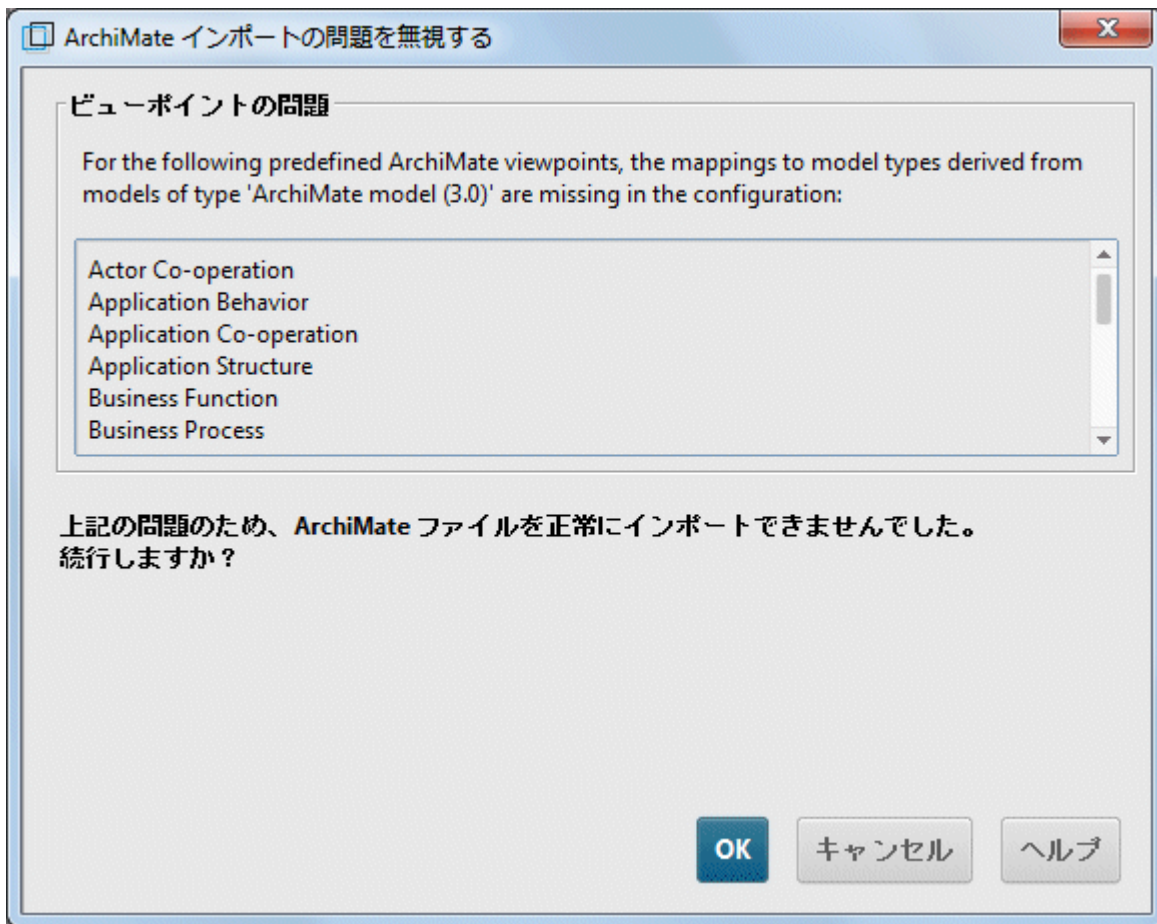 ArchiMate インポートの問題を無視する
ビューポイントの問題
For the following predefined ArchiMate viewpoints, the mappings to model types derived from
models of type 'ArchiMate model (3.0)' are missing in the configuration:
Actor Co-operation
Application Behavior
Application Co-operation
Application Structure
Business Function
Business Process
上記の問題のため、ArchiMate ファイルを正常にインポートできませんでした。
続行しますか？
OK キャンセル ヘルプ